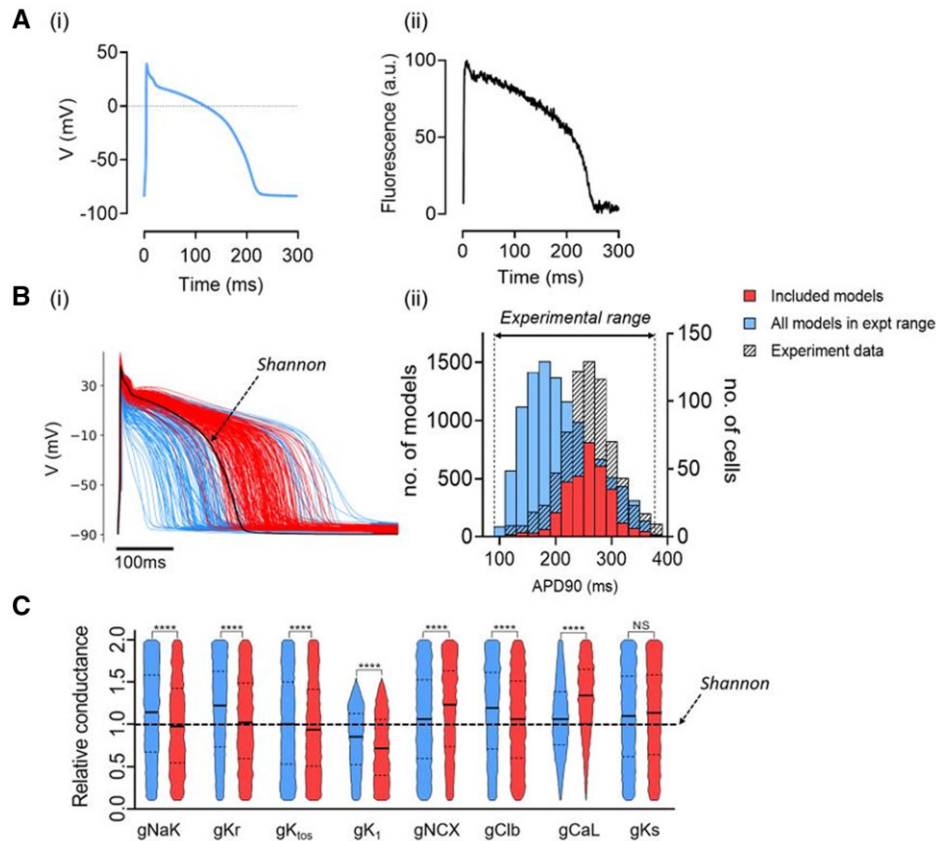 A (i)
(ii)
50
0
-50
-100
V (mV)
0 100 200 300
Time (ms)
100
50
0
Fluorescence (a.u.)
0 100 200 300
Time (ms)
B (i)
(ii)
Shannon
30
−10
−50
−90
V (mV)
100ms
Experimental range
1500
1000
500
0
no. of models
150
100
50
0
no. of cells
100 200 300 400
APD90 (ms)
Included models
All models in expt range
Experiment data
C
**** **** **** **** **** **** **** NS
2.0
1.5
1.0
0.5
0.0
Relative conductance
Shannon
gNaK gKr gKtos gK1 gNCX gClb gCaL gKs